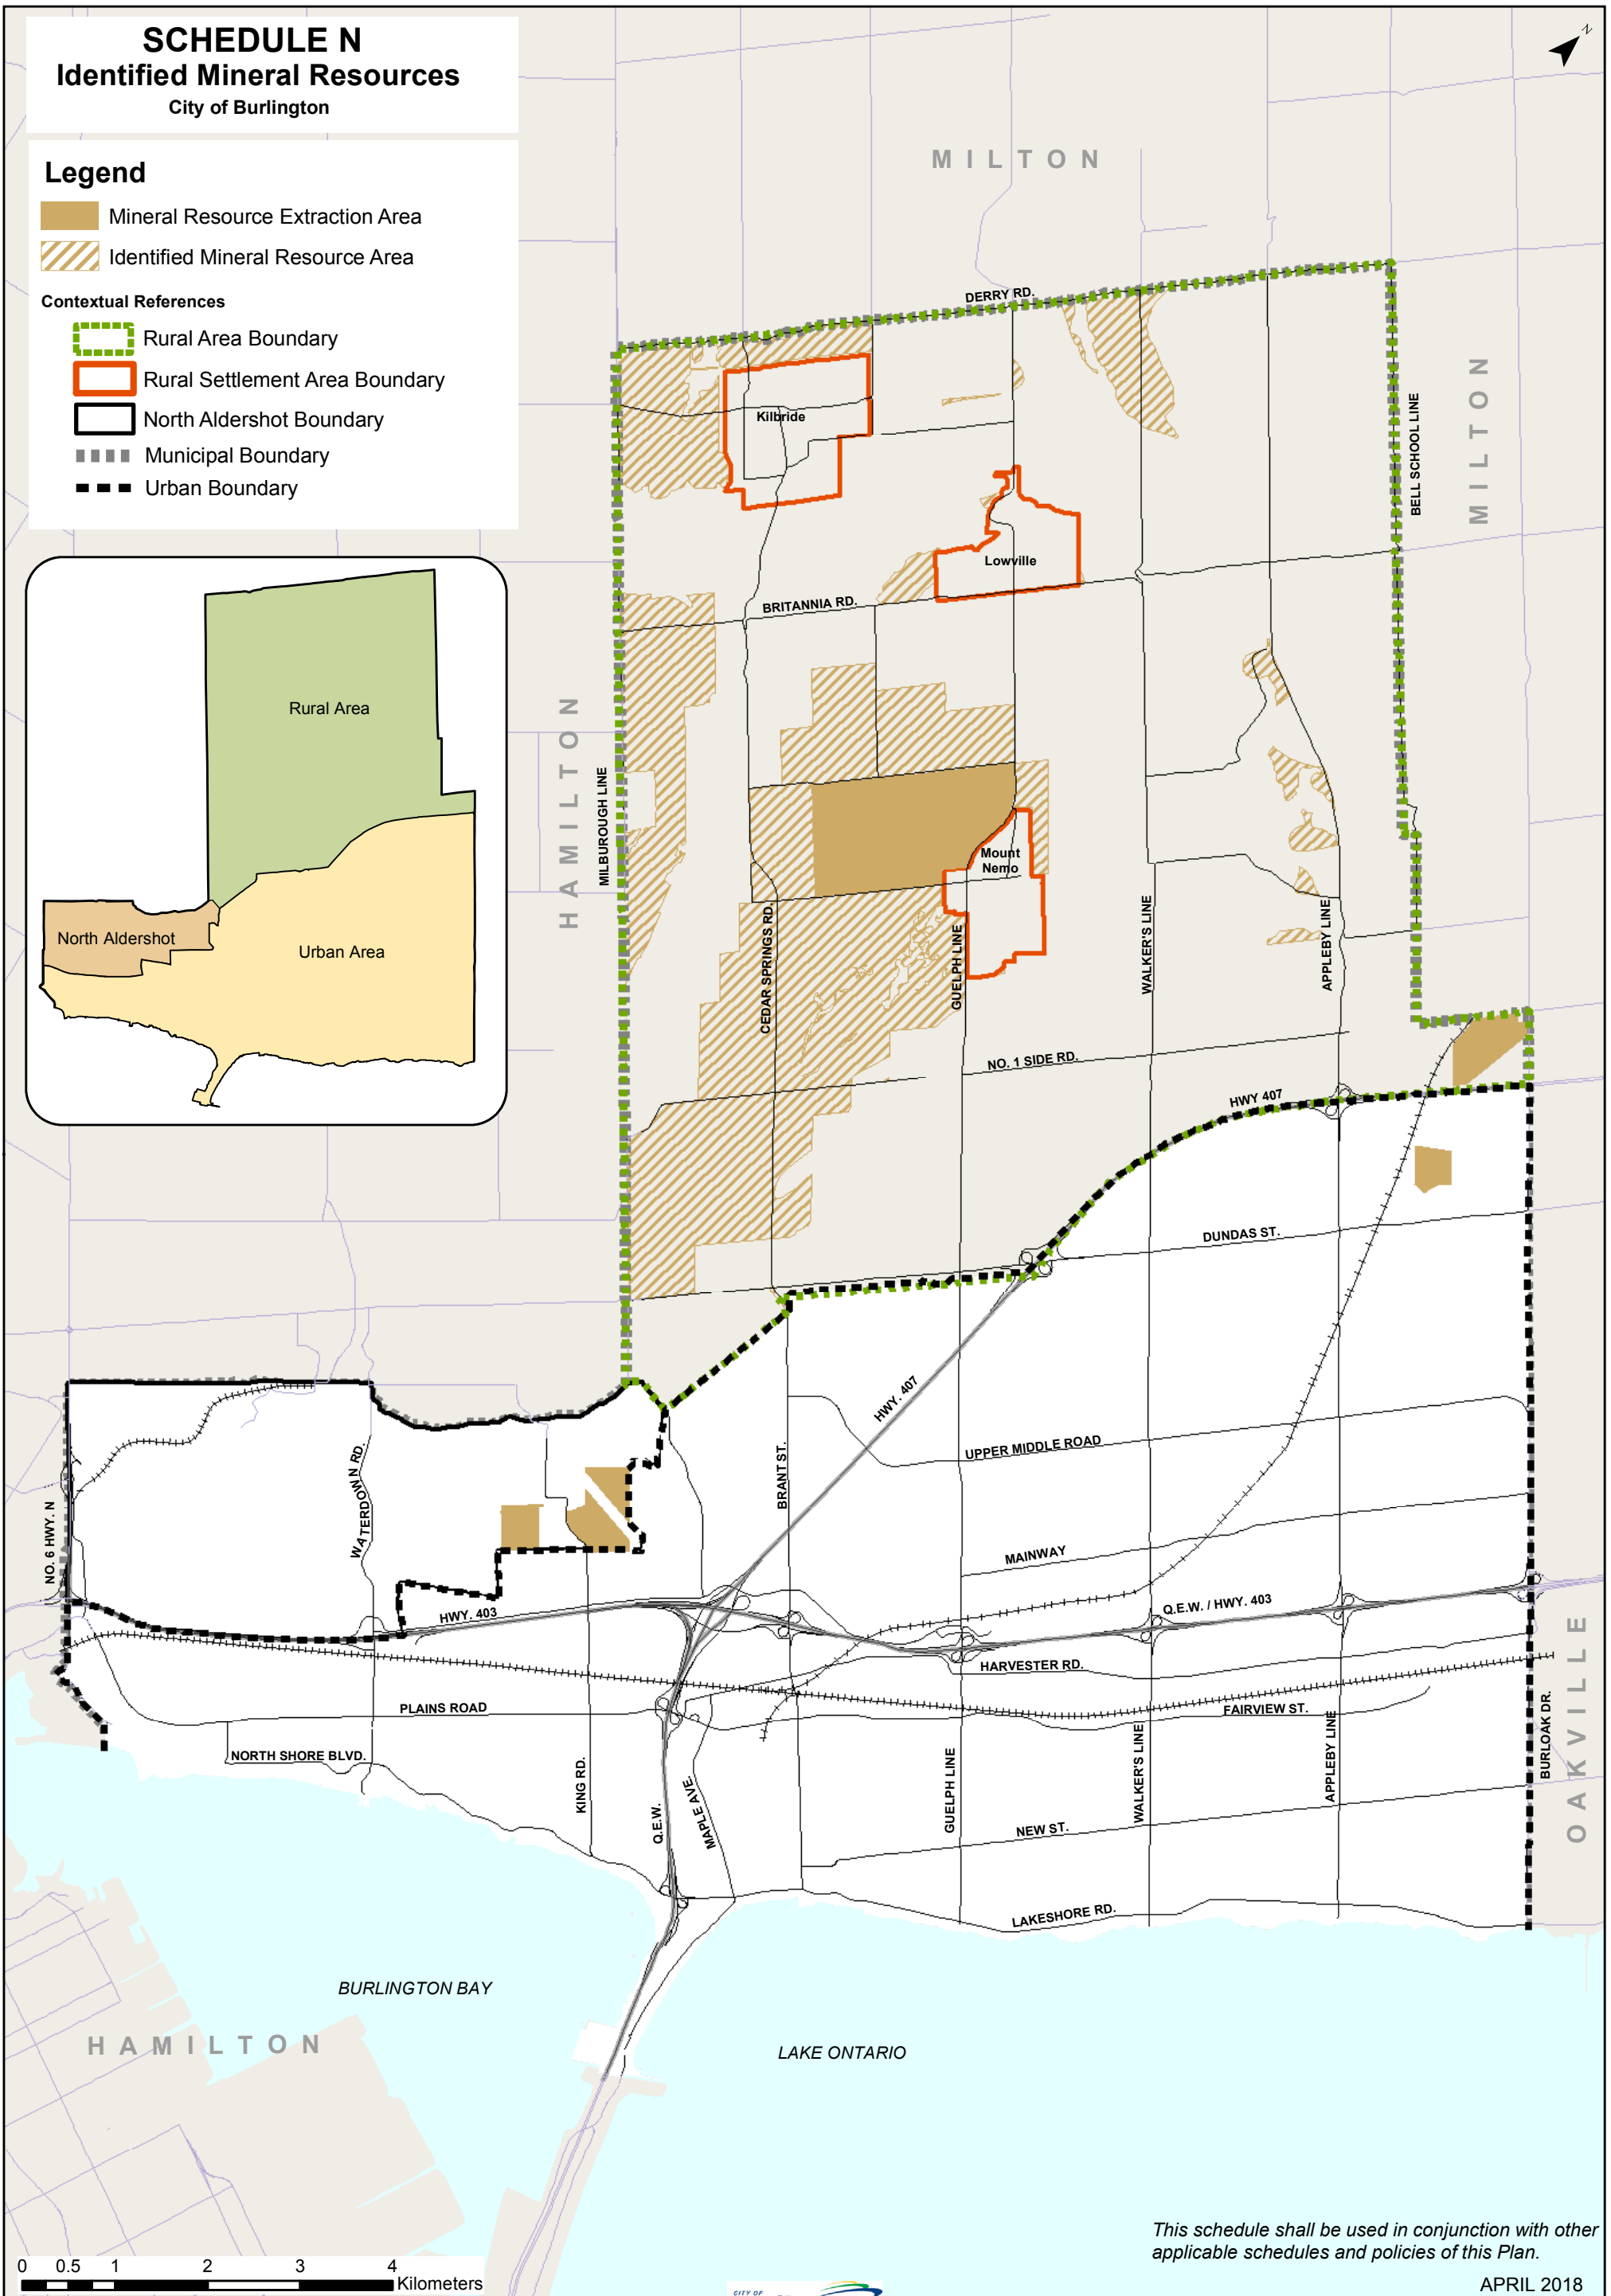 SCHEDULE N
Identified Mineral Resources
City of Burlington
N
Legend
Mineral Resource Extraction Area
Identified Mineral Resource Area
Contextual References
Rural Area Boundary
Rural Settlement Area Boundary
North Aldershot Boundary
Municipal Boundary
Urban Boundary
MILTON
DERRY RD.
Kilbride
BELL SCHOOL LINE
MILTON
Lowville
BRITANNIA RD.
Rural Area
North Aldershot
Urban Area
HAMILTON
MILBOROUGH LINE
Mount
Nemo
CEDAR SPRINGS RD.
GUELPH LINE
WALKER'S LINE
APPLEBY LINE
NO. 1 SIDE RD.
HWY 407
DUNDAS ST.
HWY. 407
BRANT ST.
UPPER MIDDLE ROAD
WATERDOWN RD.
NO. 6 HWY. N
MAINWAY
HWY. 403
Q.E.W. / HWY. 403
HARVESTER RD.
PLAINS ROAD
FAIRVIEW ST.
NORTH SHORE BLVD.
KING RD.
Q.E.W.
MAPLE AVE.
GUELPH LINE
WALKER'S LINE
APPLEBY LINE
BURLOAK DR.
OAKVILLE
NEW ST.
LAKESHORE RD.
BURLINGTON BAY
HAMILTON
LAKE ONTARIO
This schedule shall be used in conjunction with other
applicable schedules and policies of this Plan.
0 0.5 1 2 3 4
Kilometers
CITY OF
APRIL 2018